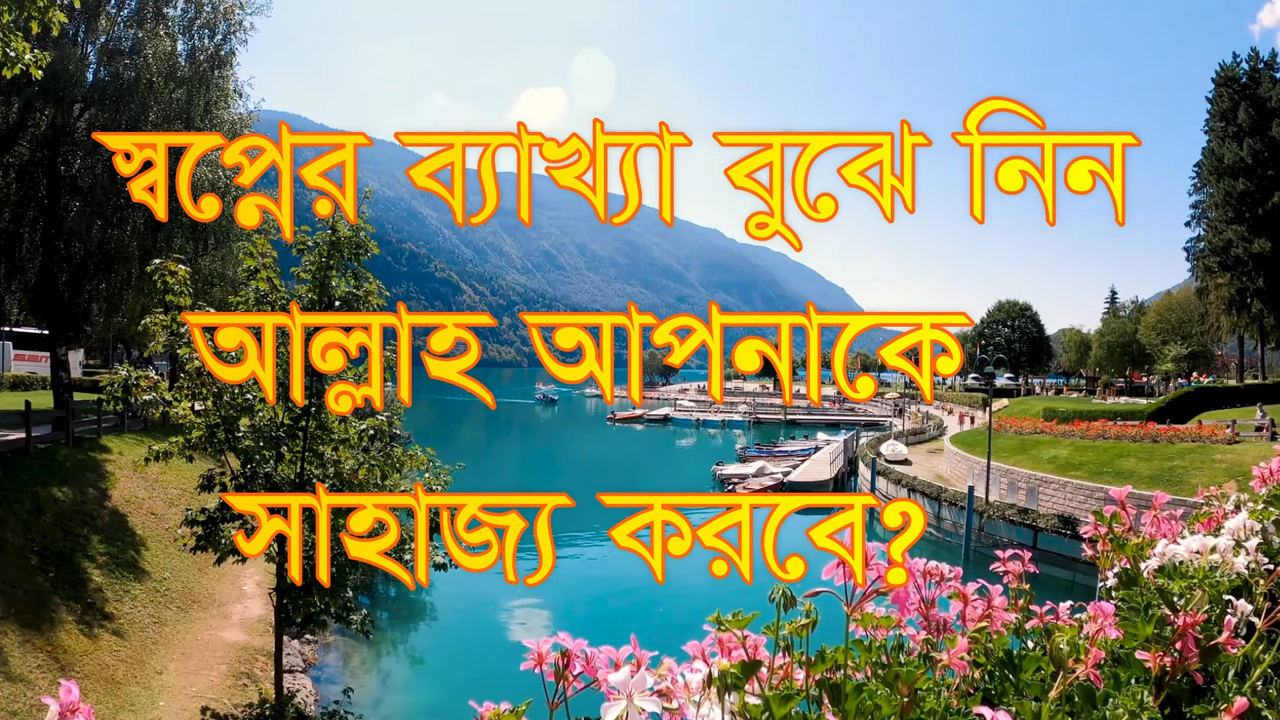 স্বপ্নের ব্যাখ্যা বুঝে নিন
আল্লাহ আপনাকে
সাহাজ্য করবে?